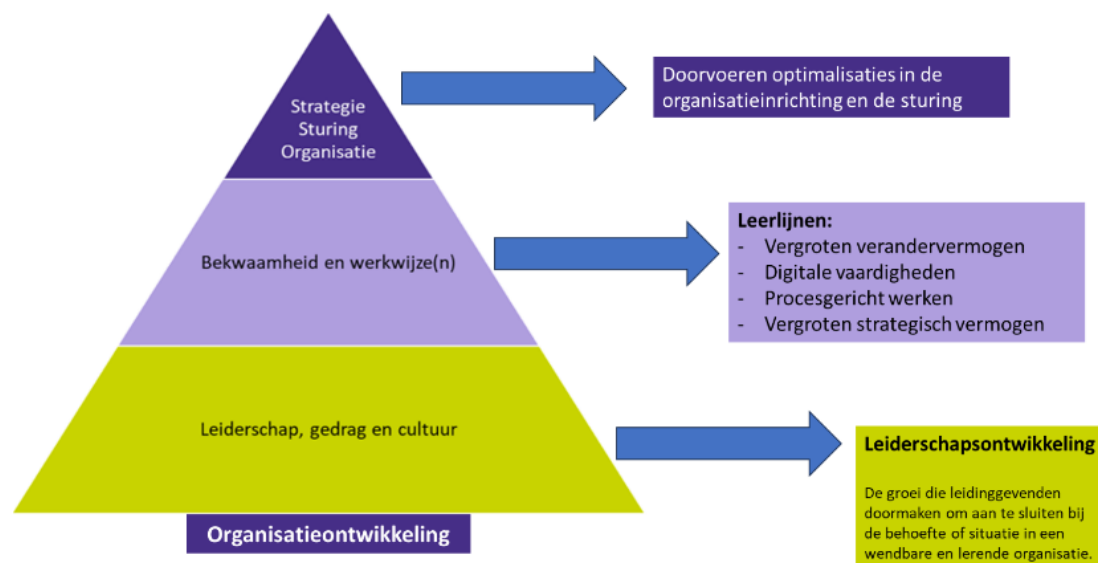 Strategie
Sturing
Organisatie
Doorvoeren optimalisaties in de
organisatieinrichting en de sturing
Bekwaamheid en werkwijze(n)
Leerlijnen:
- Vergroten verandervermogen
- Digitale vaardigheden
- Procesgericht werken
- Vergroten strategisch vermogen
Leiderschap, gedrag en cultuur
Leiderschapsontwikkeling
De groei die leidinggevenden
doormaken om aan te sluiten bij
de behoefte of situatie in een
wendbare en lerende organisatie.
Organisatieontwikkeling